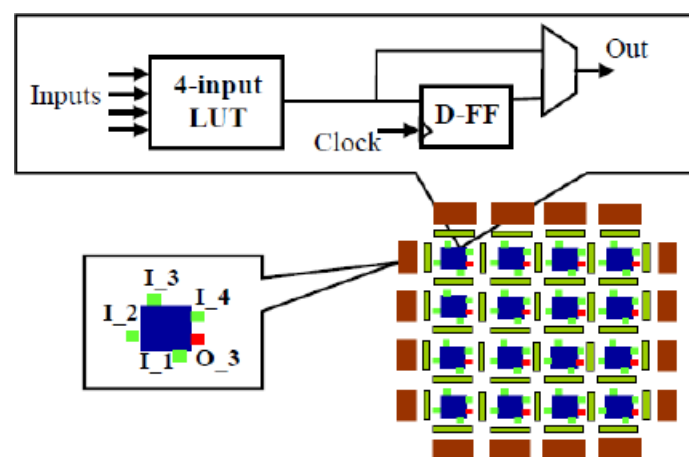 Inputs
4-input
LUT
Clock
D-FF
Out
I_3
I_4
I_2
I_1
O_3